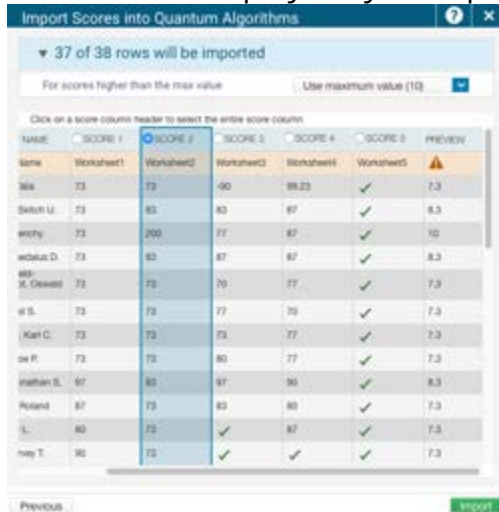 Import Scores into Quantum Algorithms ? ×
37 of 38 rows will be imported
For scores higher than the max value Use maximum value (10)
Click on a score column header to select the entire score column
NAME SCORE 1 SCORE 2 SCORE 3 SCORE 4 SCORE 5 PREVIEW
Worksheet1 Worksheet2 Worksheet3 Worksheet4 Worksheet5
73 73 -90 89.23 ✓ 7.3
73 83 83 87 ✓ 8.3
73 200 77 87 ✓ 10
73 83 87 87 ✓ 8.3
Oswald 73 73 70 77 ✓ 7.3
S. 73 73 77 73 ✓ 7.3
Karl C. 73 73 73 77 ✓ 7.3
P. 73 73 80 77 ✓ 7.3
97 83 97 90 ✓ 8.3
Roland 87 73 83 80 ✓ 7.3
L. 80 73 ✓ 87 ✓ 7.3
T. 90 73 ✓ ✓ ✓ 7.3
Previous Import